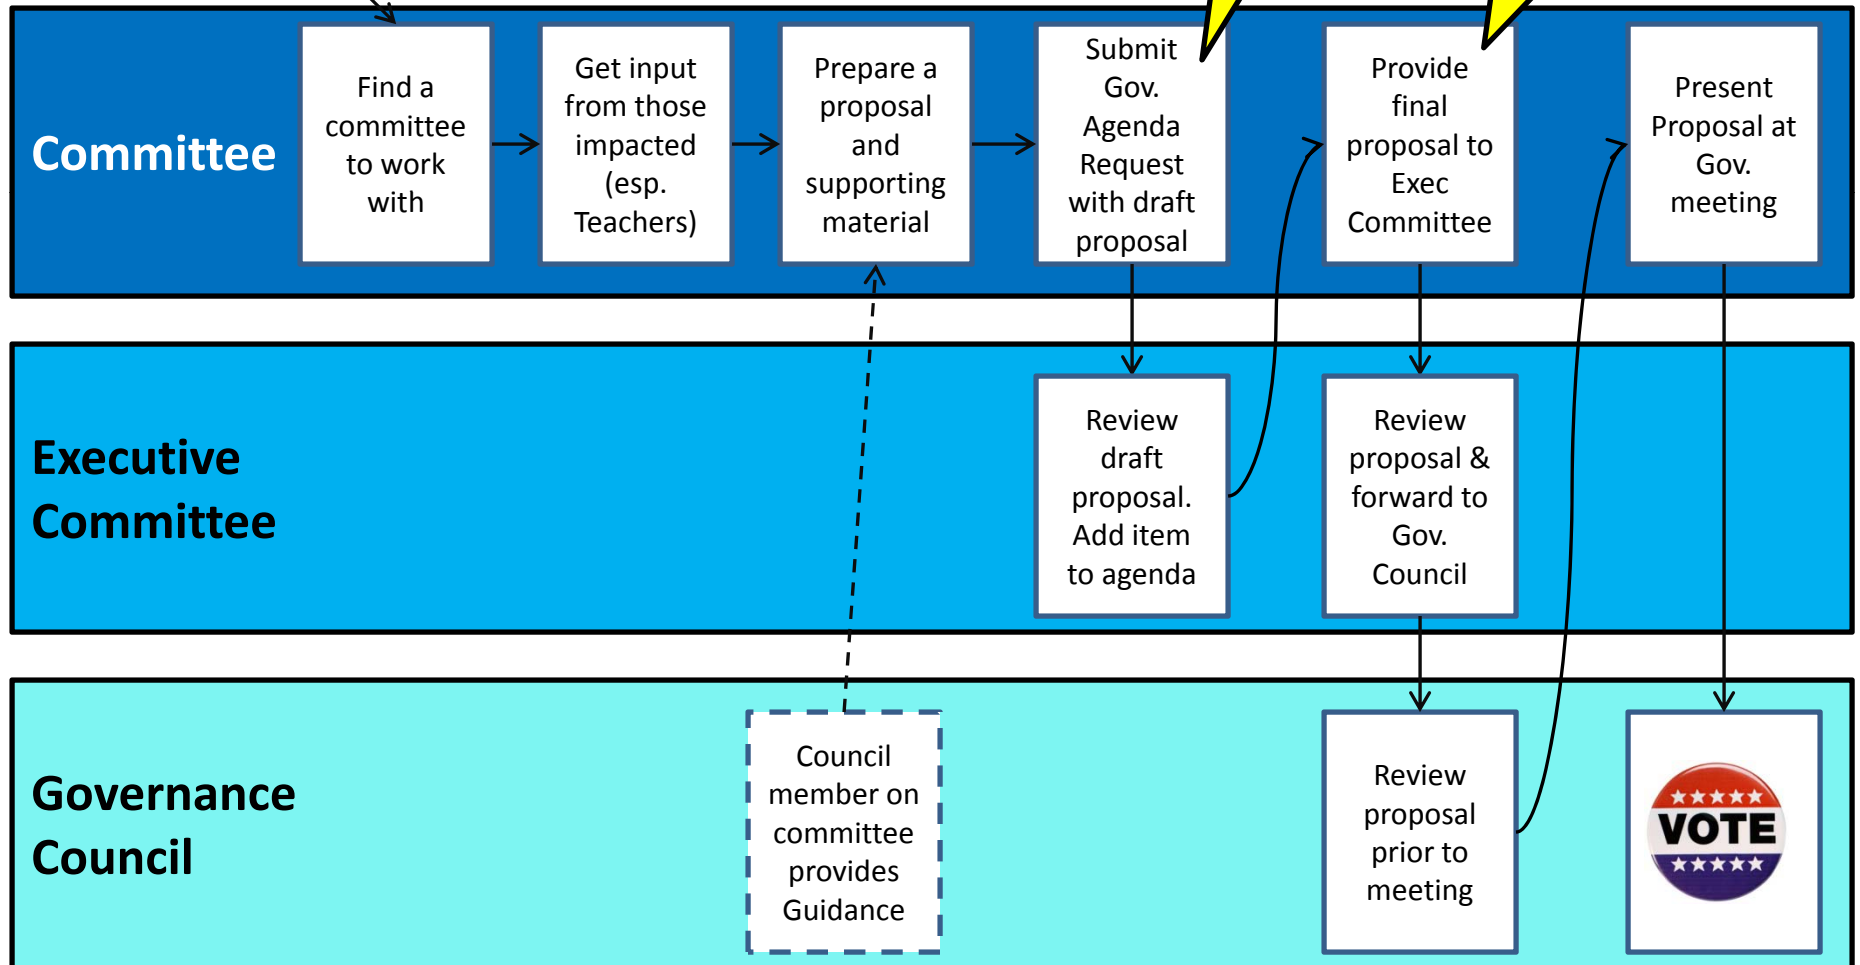 Committee
Find a
committee
to work
with
Get input
from those
impacted
(esp.
Teachers)
Prepare a
proposal
and
supporting
material
Submit
Gov.
Agenda
Request
with draft
proposal
Provide
final
proposal to
Exec
Committee
Present
Proposal at
Gov.
meeting
Executive
Committee
Review
draft
proposal.
Add item
to agenda
Review
proposal &
forward to
Gov.
Council
Governance
Council
Council
member on
committee
provides
Guidance
Review
proposal
prior to
meeting
VOTE